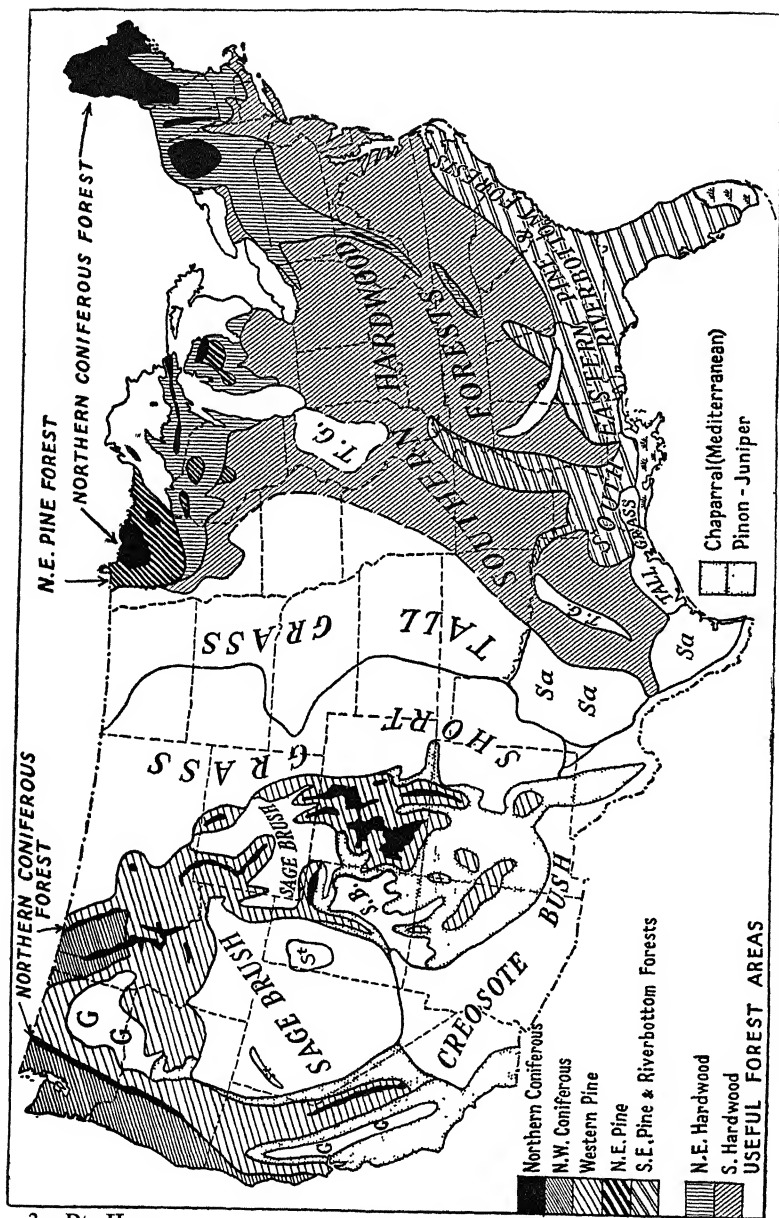 N.E. PINE FOREST
NORTHERN CONIFEROUS FOREST
NORTHERN CONIFEROUS
FOREST
G
G
SAGE BRUSH
St
SAGE BRUSH
S.B.
CREOSOTE BUSH
G
G
SHORT GRASS
TALL GRASS
T.G.
SOUTHERN HARDWOOD FORESTS
SOUTH EASTERN PINE &
RIVERBOTTOM FORESTS
T.G.
TALL GRASS
Sa
Sa
Sa
Chaparral (Mediterranean)
Pinon - Juniper
Northern Coniferous
N.W. Coniferous
Western Pine
N.E. Pine
S.E. Pine & Riverbottom Forests
N.E. Hardwood
S. Hardwood
USEFUL FOREST AREAS